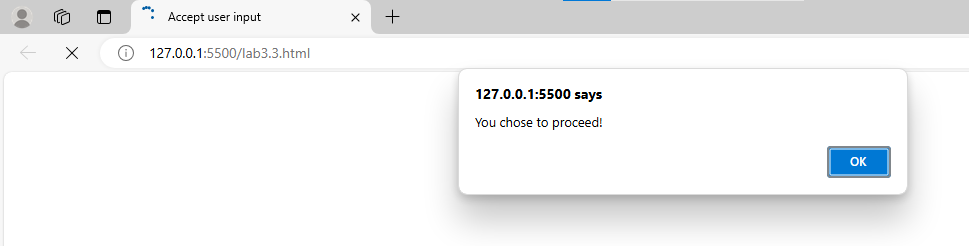 Accept user input
127.0.0.1:5500/lab3.3.html
127.0.0.1:5500 says
You chose to proceed!
OK